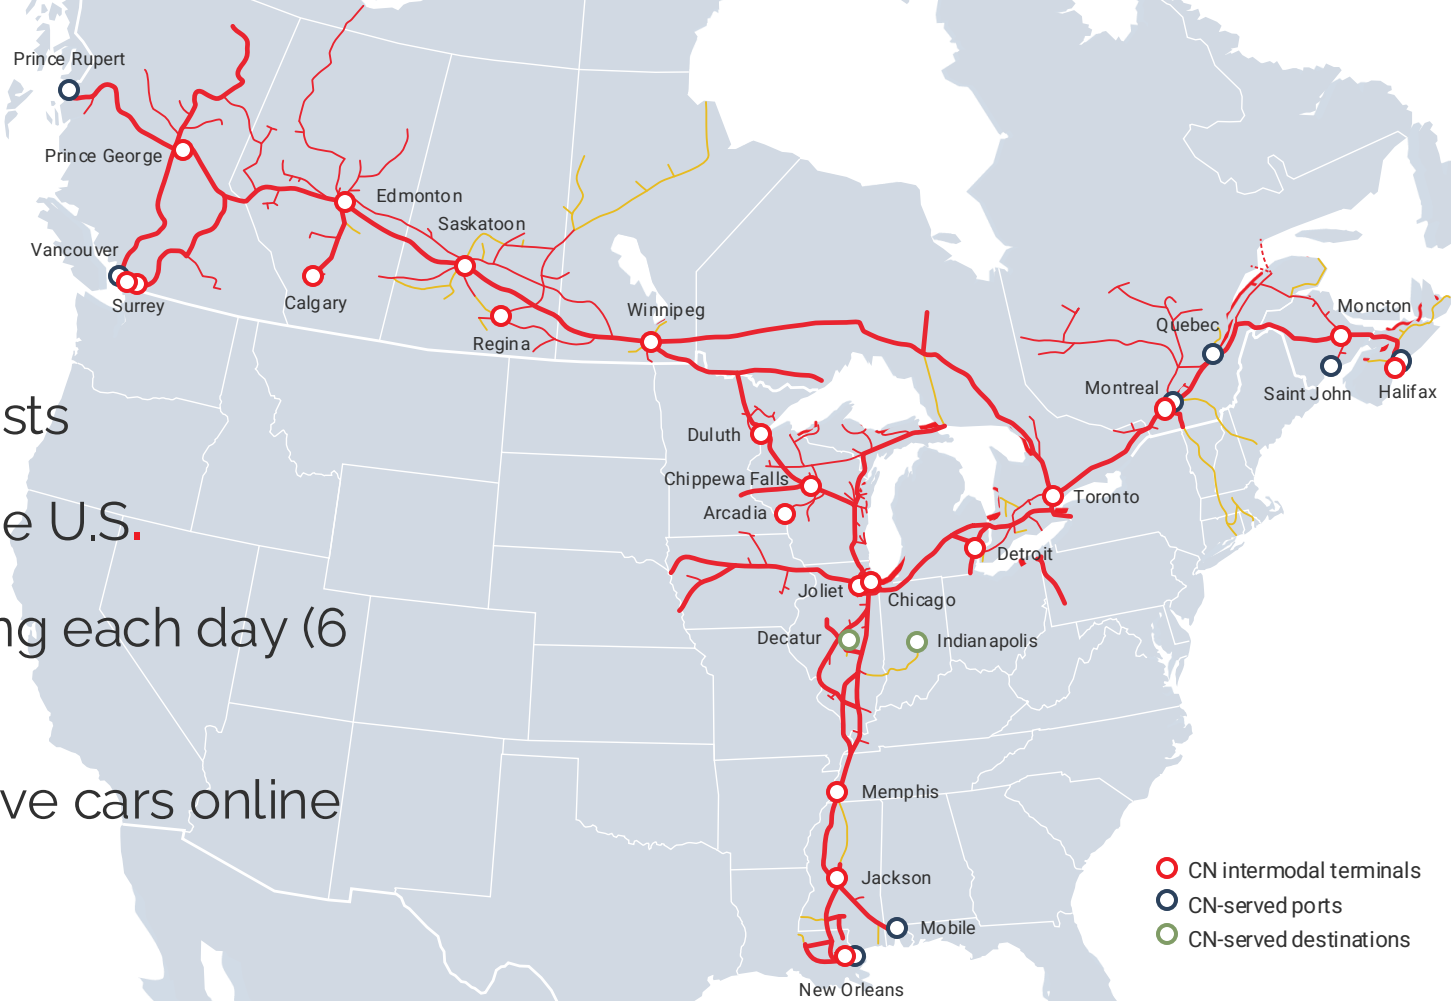 Prince Rupert
Prince George
Edmonton
Saskatoon
Vancouver
Surrey
Calgary
Regina
Winnipeg
Quebec
Moncton
Montreal
Saint John
Halifax
Duluth
Chippewa Falls
Arcadia
Toronto
Detroit
Joliet
Chicago
Decatur
Indianapolis
Memphis
Jackson
Mobile
New Orleans
sts
e U.S.
ng each day (6
ve cars online
CN intermodal terminals
CN-served ports
CN-served destinations